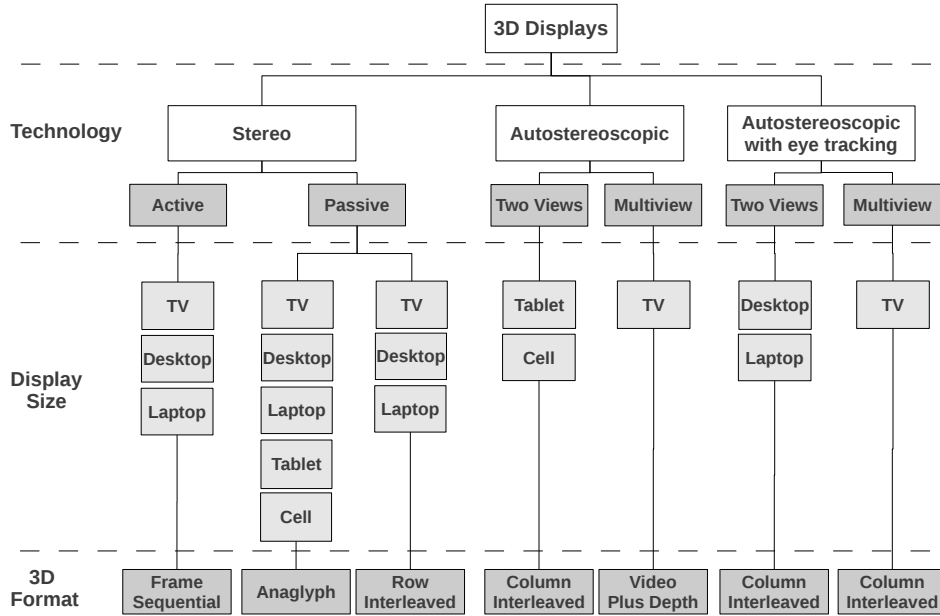 3D Displays
Technology
Stereo
Autostereoscopic
Autostereoscopic
with eye tracking
Active
Passive
Two Views
Multiview
Two Views
Multiview
Display
Size
TV
Desktop
Laptop
TV
Desktop
Laptop
Tablet
Cell
TV
Desktop
Laptop
Tablet
Cell
TV
Desktop
Laptop
TV
3D
Format
Frame
Sequential
Anaglyph
Row
Interleaved
Column
Interleaved
Video
Plus Depth
Column
Interleaved
Column
Interleaved